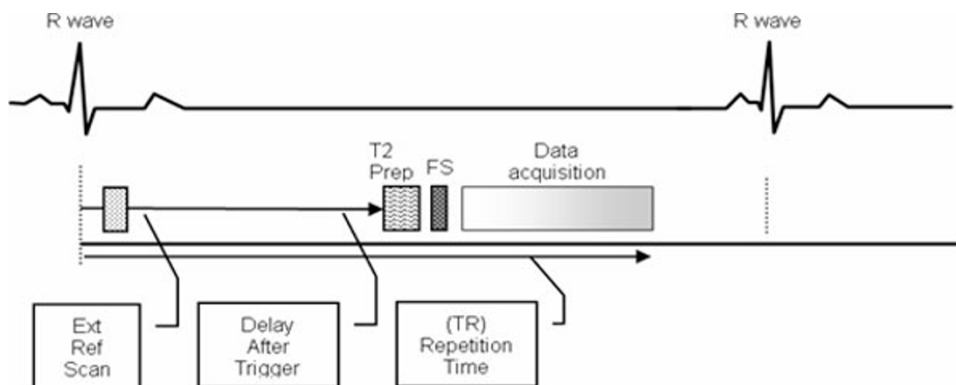 R wave
R wave
T2
Prep
FS
Data
acquisition
Ext
Ref
Scan
Delay
After
Trigger
(TR)
Repetition
Time